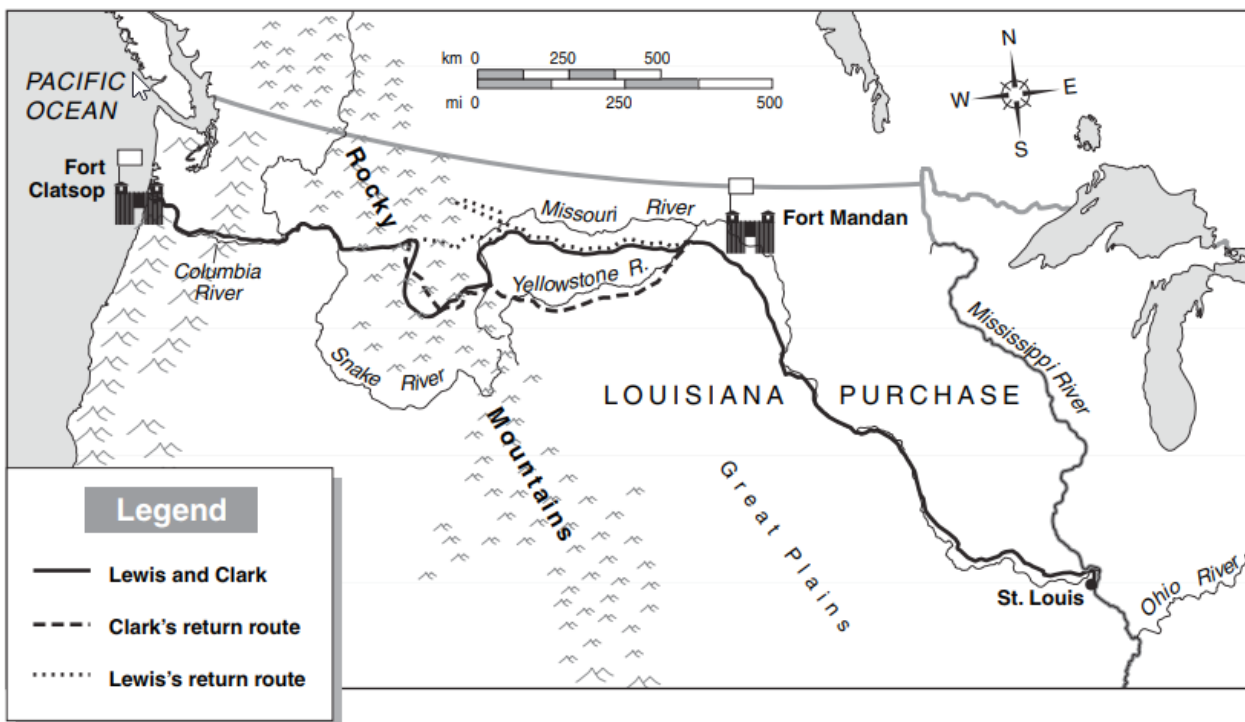 PACIFIC
OCEAN
km 0 250 500
mi 0 250 500
N
W E
S
Fort
Clatsop
Rocky
Missouri River
Fort Mandan
Columbia
River
Yellowstone R.
Snake River
Mississippi River
LOUISIANA PURCHASE
Mountains
Great Plains
St. Louis
Ohio River
Legend
Lewis and Clark
Clark's return route
Lewis's return route